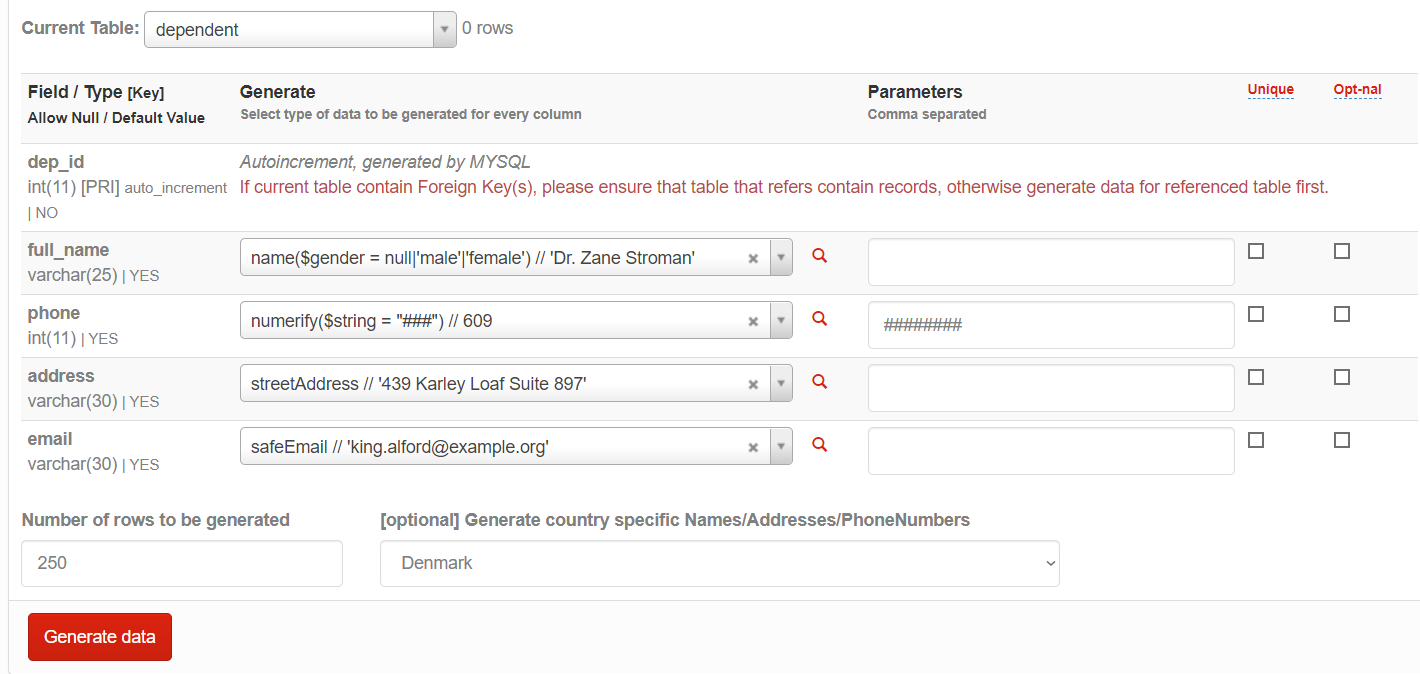 Current Table: dependent 0 rows
Field / Type [Key] Generate Parameters Unique Opt-nal
Allow Null / Default Value Select type of data to be generated for every column Comma separated
dep_id Autoincrement, generated by MYSQL
int(11) [PRI] auto_increment If current table contain Foreign Key(s), please ensure that table that refers contain records, otherwise generate data for referenced table first.
| NO
full_name name($gender = null|'male'|'female') // 'Dr. Zane Stroman'
varchar(25) | YES
phone numerify($string = "###") // 609 ########
int(11) | YES
address streetAddress // '439 Karley Loaf Suite 897'
varchar(30) | YES
email safeEmail // 'king.alford@example.org'
varchar(30) | YES
Number of rows to be generated [optional] Generate country specific Names/Addresses/PhoneNumbers
250 Denmark
Generate data